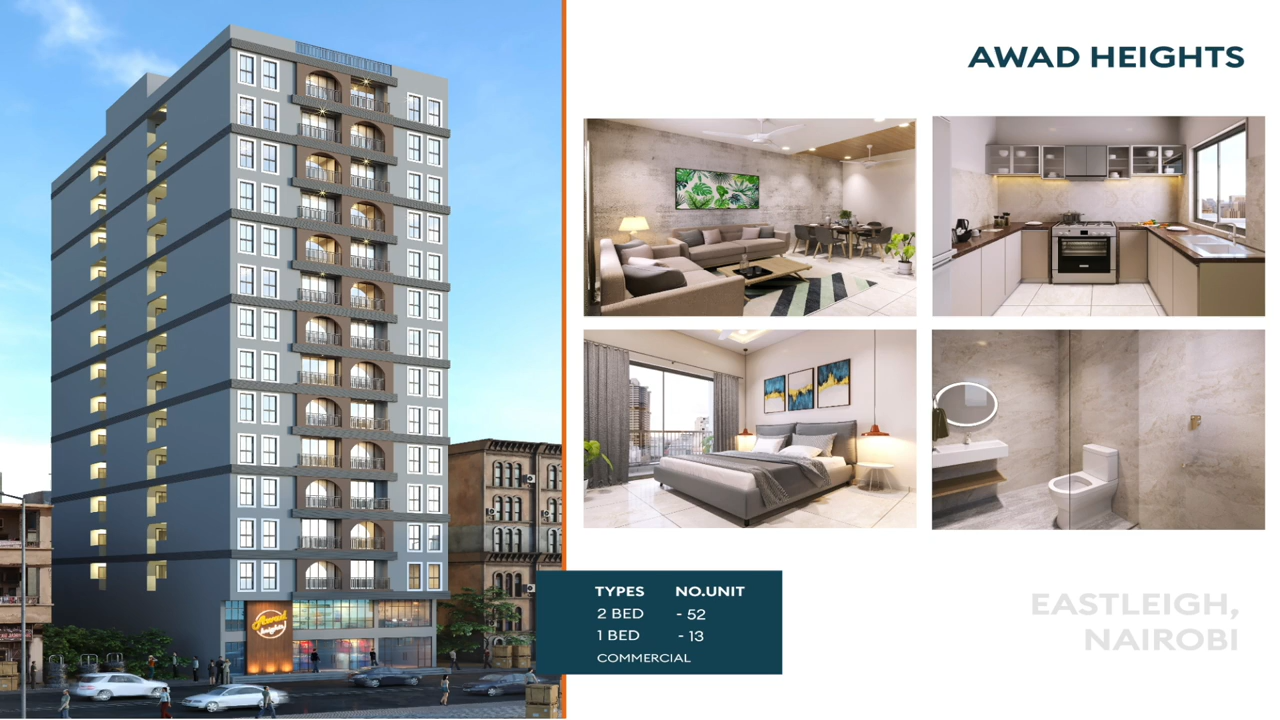 AWAD HEIGHTS
TYPES NO.UNIT
2 BED - 52
1 BED - 13
COMMERCIAL
EASTLEIGH,
NAIROBI